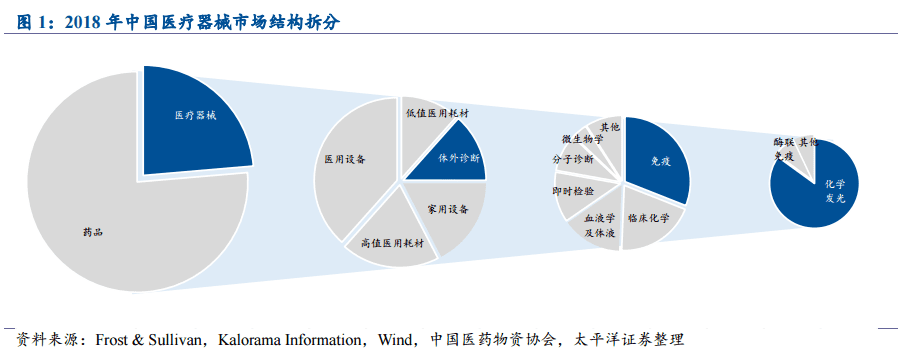 图 1：2018 年中国医疗器械市场结构拆分
医疗器械
药品
低值医用耗材
医用设备
体外诊断
家用设备
高值医用耗材
其他
微生物学
分子诊断
免疫
即时检验
血液学
及体液
临床化学
酶联
免疫
其他
化学
发光
资料来源：Frost & Sullivan，Kalorama Information，Wind，中国医药物资协会，太平洋证券整理